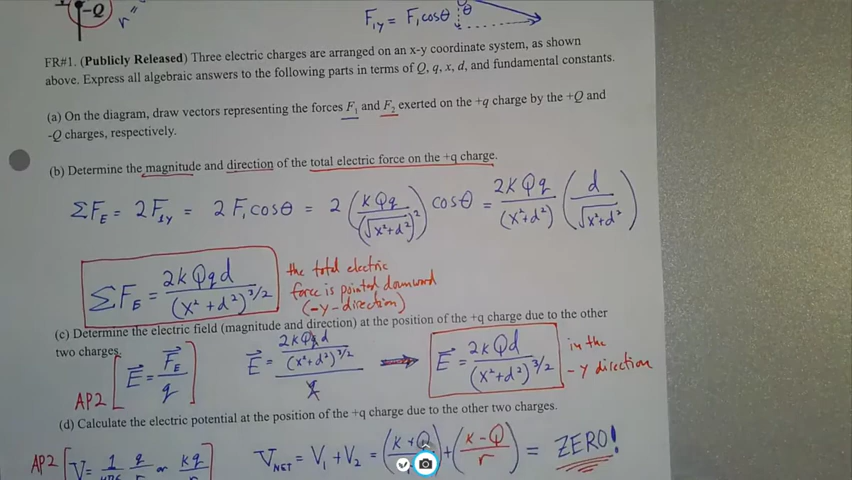 -Q
r
F₁y = F₁cosθ
θ
FR#1. (Publicly Released) Three electric charges are arranged on an x-y coordinate system, as shown
above. Express all algebraic answers to the following parts in terms of Q, q, x, d, and fundamental constants.
(a) On the diagram, draw vectors representing the forces F₁ and F₂ exerted on the +q charge by the +Q and
-Q charges, respectively.
(b) Determine the magnitude and direction of the total electric force on the +q charge.
ΣF_E = 2F₁y = 2F₁cosθ = 2(kQq/(√x²+d²)²) cosθ = 2kQq/(x²+d²) (d/√x²+d²)
ΣF_E = 2kQqd/(x²+d²)^3/2
the total electric
force is pointed downward
(-y-direction)
(c) Determine the electric field (magnitude and direction) at the position of the +q charge due to the other
two charges.
AP2 [E⃗ = F⃗_E/q]
E⃗ = 2kQqd/(x²+d²)^3/2 / q
E⃗ = 2kQd/(x²+d²)^3/2
in the
-y direction
(d) Calculate the electric potential at the position of the +q charge due to the other two charges.
AP2 [V = 1 q or kq]
V_NET = V₁ + V₂ = (k+Q) + (k-Q/r) = ZERO!